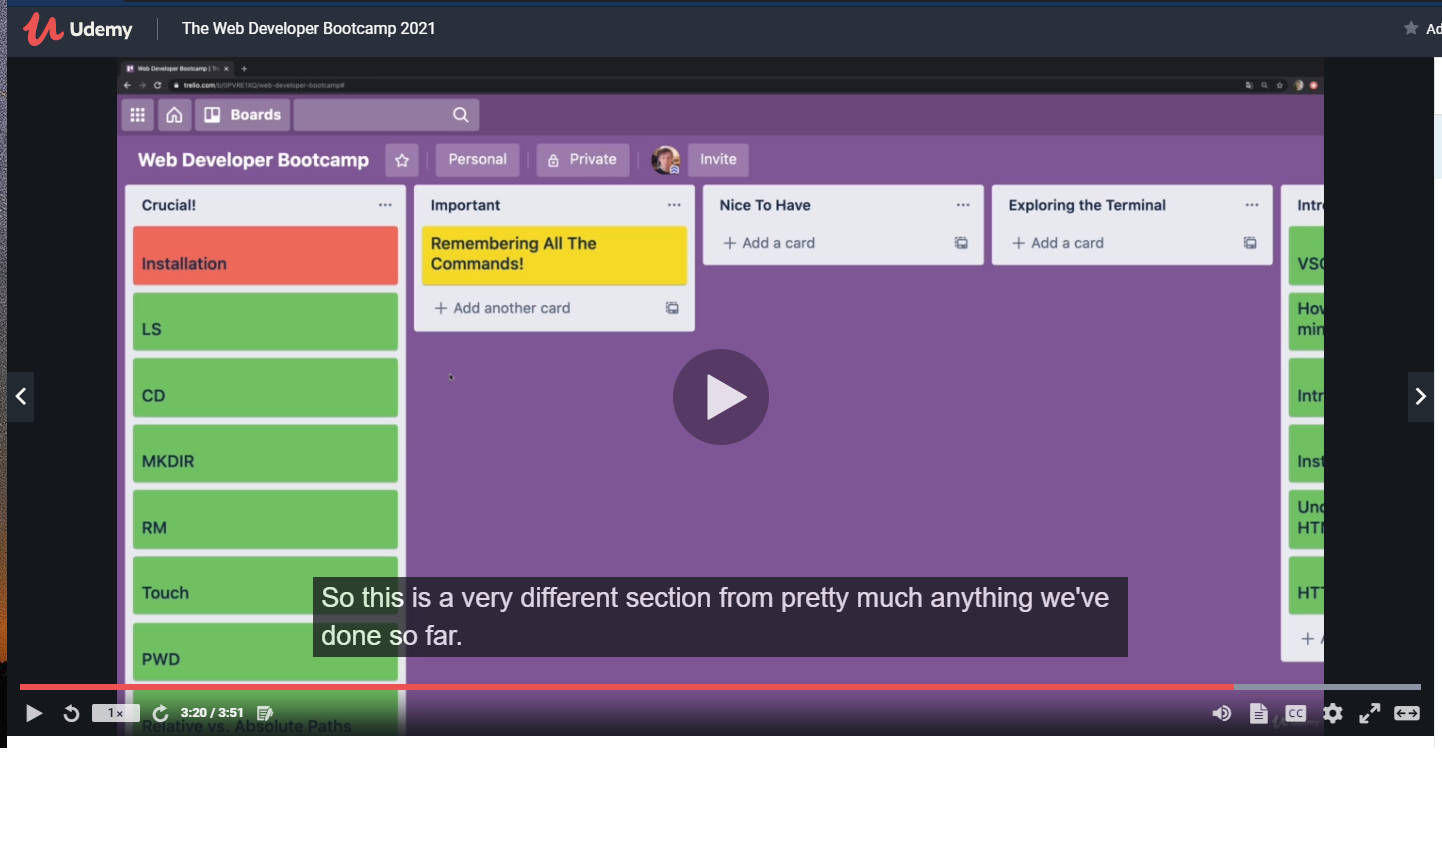 Udemy
The Web Developer Bootcamp 2021
Ad
Web Developer Bootcamp | Tr
trello.com/b/0PVRE1XQ/web-developer-bootcamp#
Boards
Web Developer Bootcamp
Personal
Private
Invite
Crucial!
Installation
LS
CD
MKDIR
RM
Touch
PWD
Relative vs. Absolute Paths
Important
Remembering All The
Commands!
+ Add another card
Nice To Have
+ Add a card
Exploring the Terminal
+ Add a card
Intr
VSC
How
min
Intr
Inst
Und
HTM
HTT
+ A
So this is a very different section from pretty much anything we've
done so far.
1×
3:20 / 3:51
CC